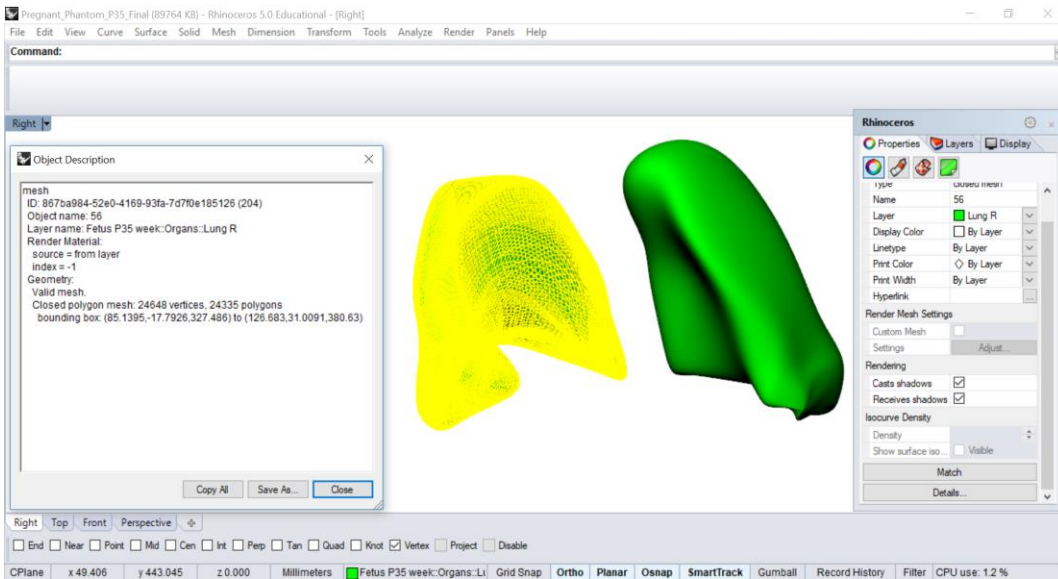 Pregnant_Phantom_P35_Final (89764 KB) - Rhinoceros 5.0 Educational - [Right]
File Edit View Curve Surface Solid Mesh Dimension Transform Tools Analyze Render Panels Help
Command:
Right
Object Description
mesh
ID: 867ba984-52e0-4169-93fa-7d7f0e185126 (204)
Object name: 56
Layer name: Fetus P35 week::Organs::Lung R
Render Material:
source = from layer
index = -1
Geometry:
Valid mesh.
Closed polygon mesh: 24648 vertices, 24335 polygons
bounding box: (85.1395,-17.7926,327.486) to (126.683,31.0091,380.63)
Copy All Save As... Close
Rhinoceros
Properties Layers Display
Type closed mesh
Name 56
Layer Lung R
Display Color By Layer
Linetype By Layer
Print Color By Layer
Print Width By Layer
Hyperlink ...
Render Mesh Settings
Custom Mesh
Settings Adjust...
Rendering
Casts shadows
Receives shadows
Isocurve Density
Density
Show surface iso... Visible
Match
Details...
Right Top Front Perspective
End Near Point Mid Cen Int Perp Tan Quad Knot Vertex Project Disable
CPlane x 49.406 y 443.045 z 0.000 Millimeters Fetus P35 week::Organs::Lu Grid Snap Ortho Planar Osnap SmartTrack Gumball Record History Filter CPU use: 1.2 %